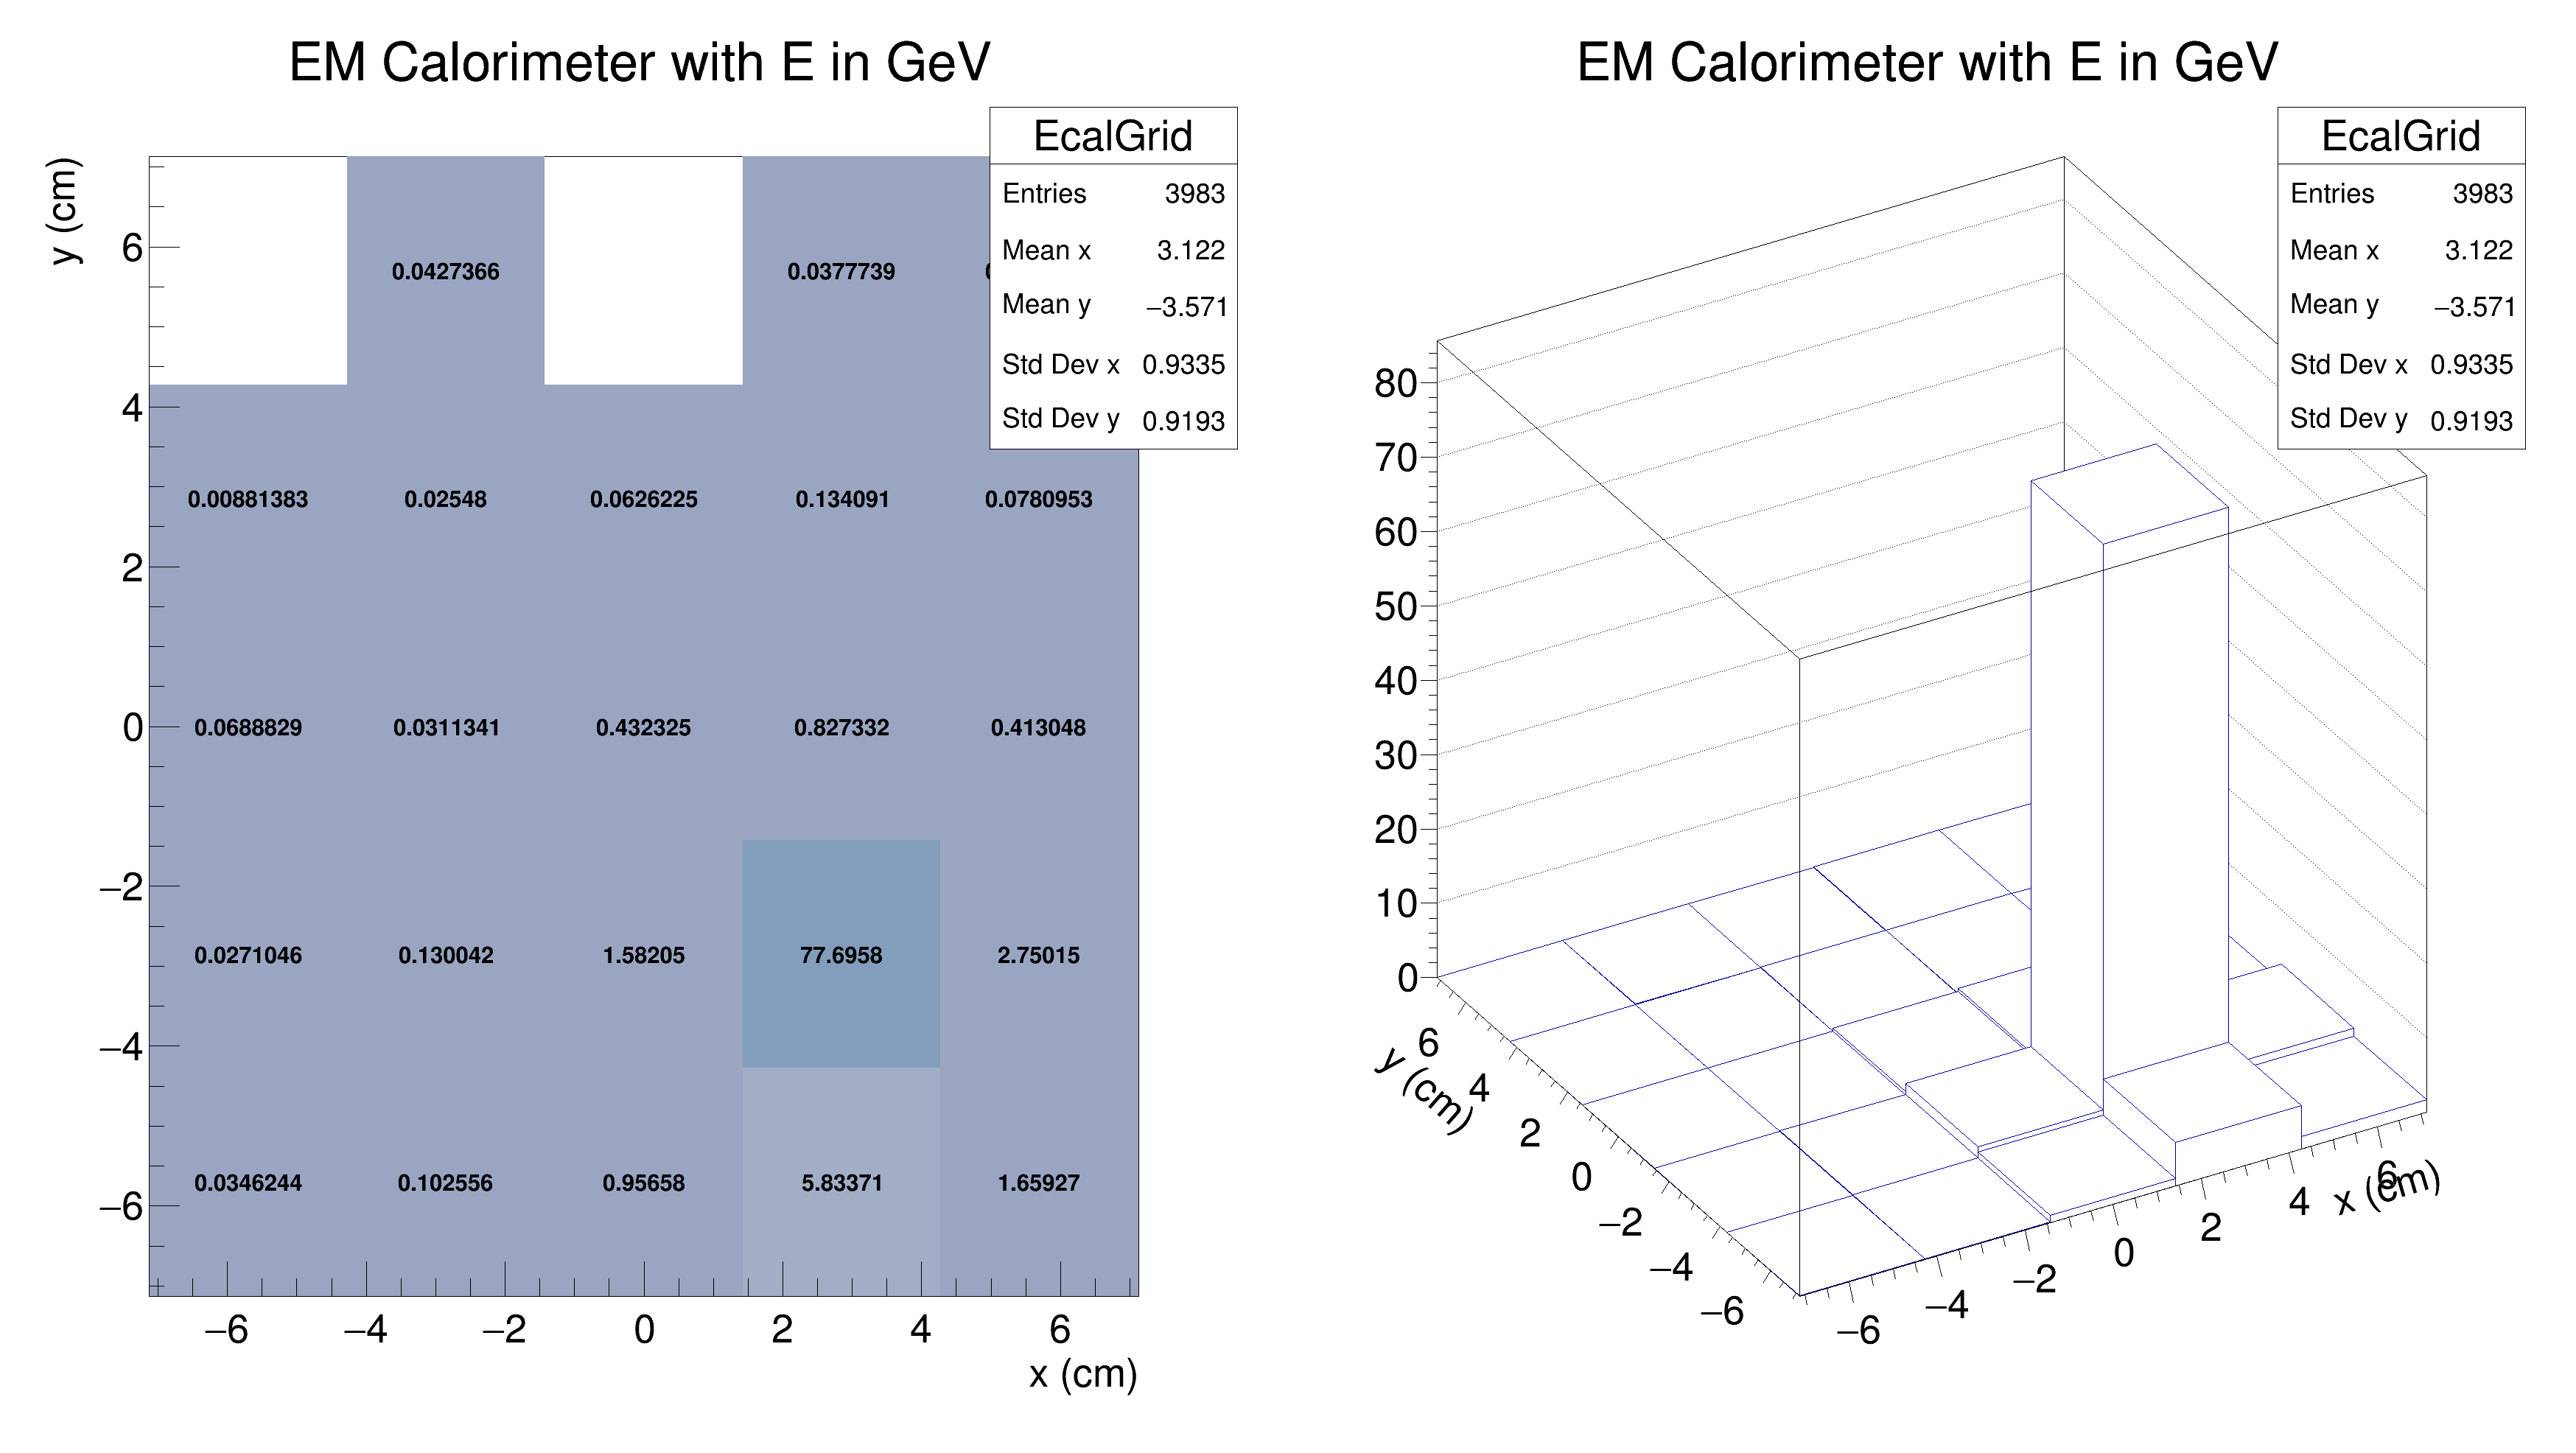 EM Calorimeter with E in GeV
EcalGrid
Entries 3983
Mean x 3.122
Mean y −3.571
Std Dev x 0.9335
Std Dev y 0.9193
y (cm)
6
4
2
0
−2
−4
−6
0.0427366 0.0377739
0.00881383 0.02548 0.0626225 0.134091 0.0780953
0.0688829 0.0311341 0.432325 0.827332 0.413048
0.0271046 0.130042 1.58205 77.6958 2.75015
0.0346244 0.102556 0.95658 5.83371 1.65927
−6 −4 −2 0 2 4 6
x (cm)
EM Calorimeter with E in GeV
EcalGrid
Entries 3983
Mean x 3.122
Mean y −3.571
Std Dev x 0.9335
Std Dev y 0.9193
80
70
60
50
40
30
20
10
0
y (cm)
6
4
2
0
−2
−4
−6
−6
−4
−2
0
2
4
6
x (cm)